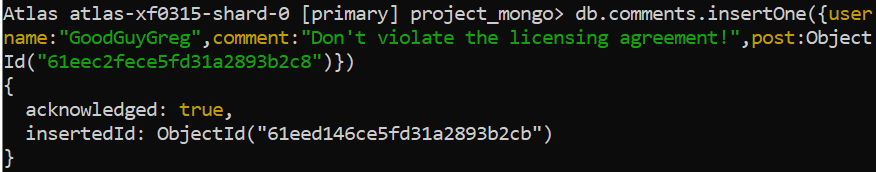 Atlas atlas-xf0315-shard-0 [primary] project_mongo> db.comments.insertOne({user
name:"GoodGuyGreg",comment:"Don't violate the licensing agreement!",post:Object
Id("61eec2fece5fd31a2893b2c8")})
{
  acknowledged: true,
  insertedId: ObjectId("61eed146ce5fd31a2893b2cb")
}